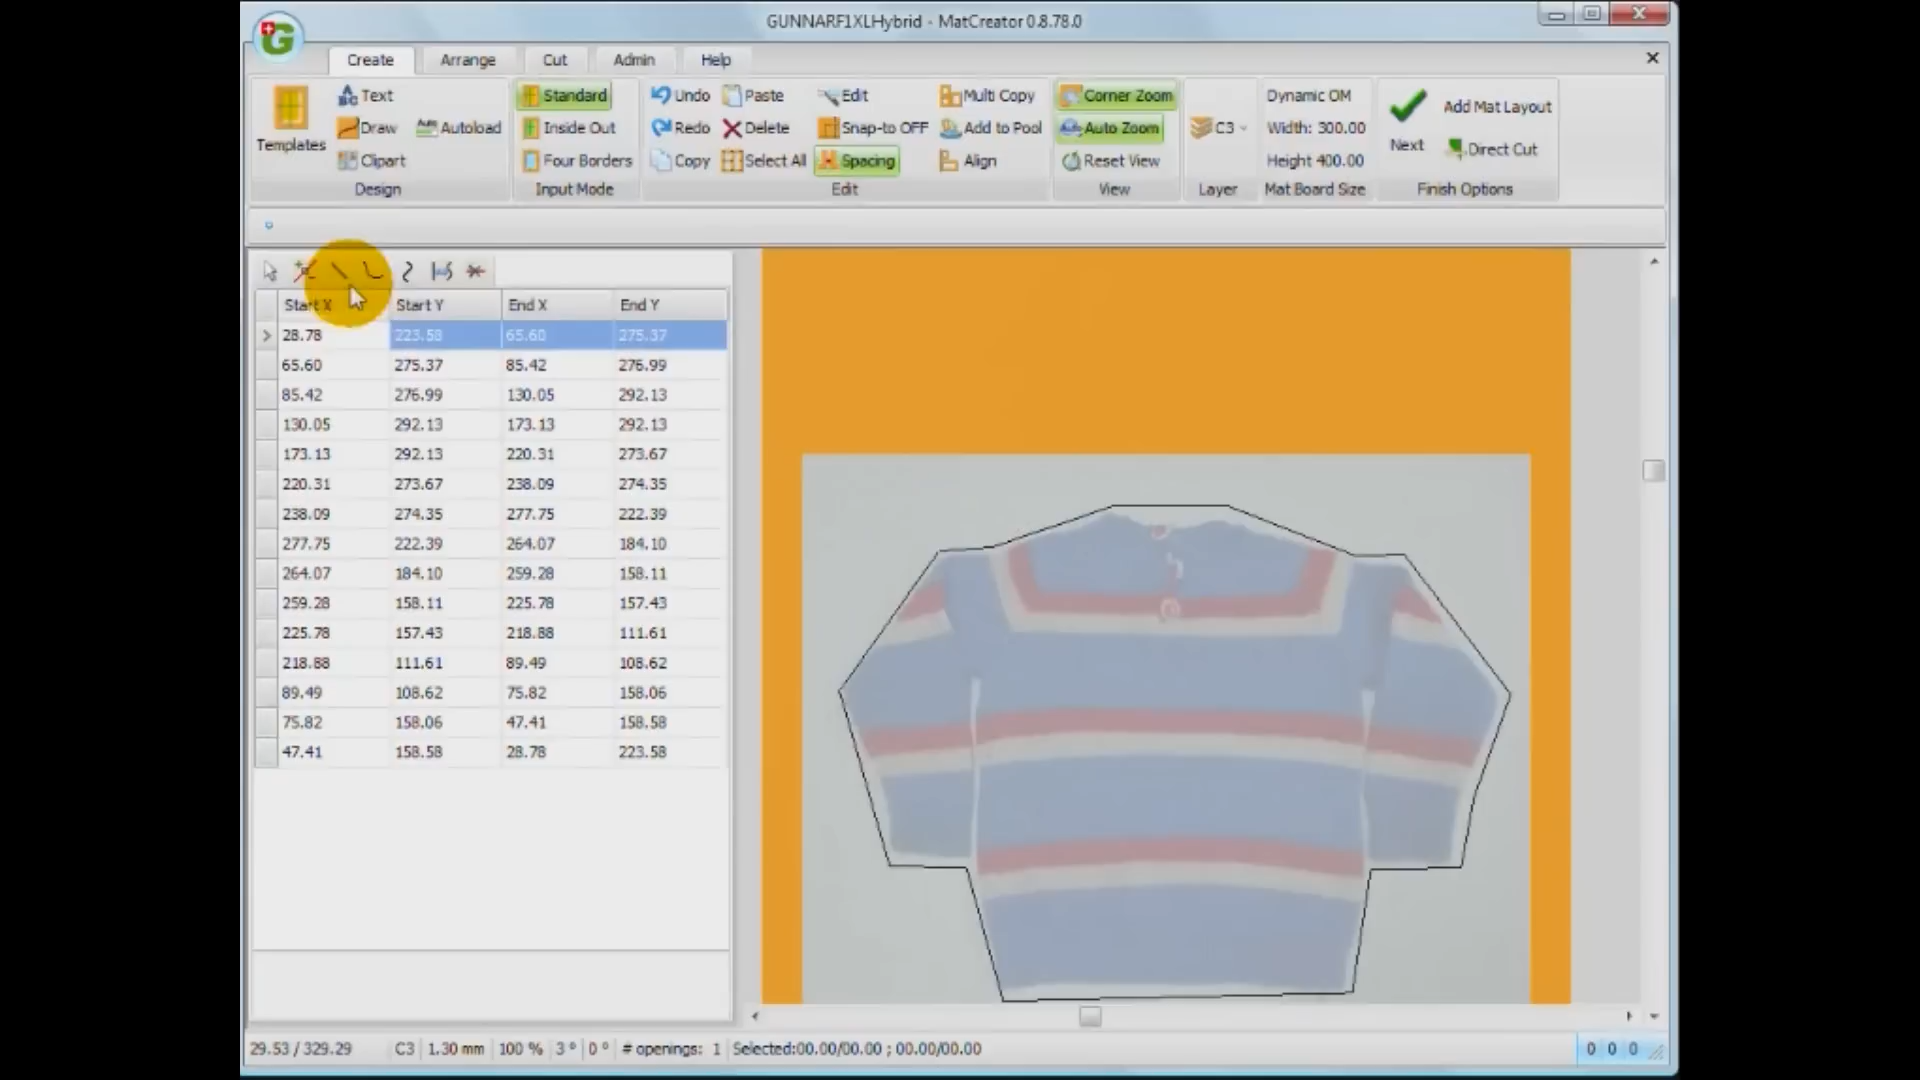 GUNNARF1XLHybrid - MatCreator 0.8.78.0
G
Create Arrange Cut Admin Help
Templates
Text
Draw Autoload
Clipart
Design
Standard
Inside Out
Four Borders
Input Mode
Undo Paste Edit Multi Copy
Redo Delete Snap-to OFF Add to Pool
Copy Select All Spacing Align
Edit
Corner Zoom
Auto Zoom
Reset View
View
C3
Layer
Dynamic OM
Width: 300.00
Height 400.00
Mat Board Size
Next
Add Mat Layout
Direct Cut
Finish Options
Start X Start Y End X End Y
28.78 223.58 65.60 275.37
65.60 275.37 85.42 276.99
85.42 276.99 130.05 292.13
130.05 292.13 173.13 292.13
173.13 292.13 220.31 273.67
220.31 273.67 238.09 274.35
238.09 274.35 277.75 222.39
277.75 222.39 264.07 184.10
264.07 184.10 259.28 158.11
259.28 158.11 225.78 157.43
225.78 157.43 218.88 111.61
218.88 111.61 89.49 108.62
89.49 108.62 75.82 158.06
75.82 158.06 47.41 158.58
47.41 158.58 28.78 223.58
29.53 / 329.29 C3 1.30 mm 100 % 3 ° 0 ° # openings: 1 Selected:00.00/00.00 ; 00.00/00.00 0 0 0